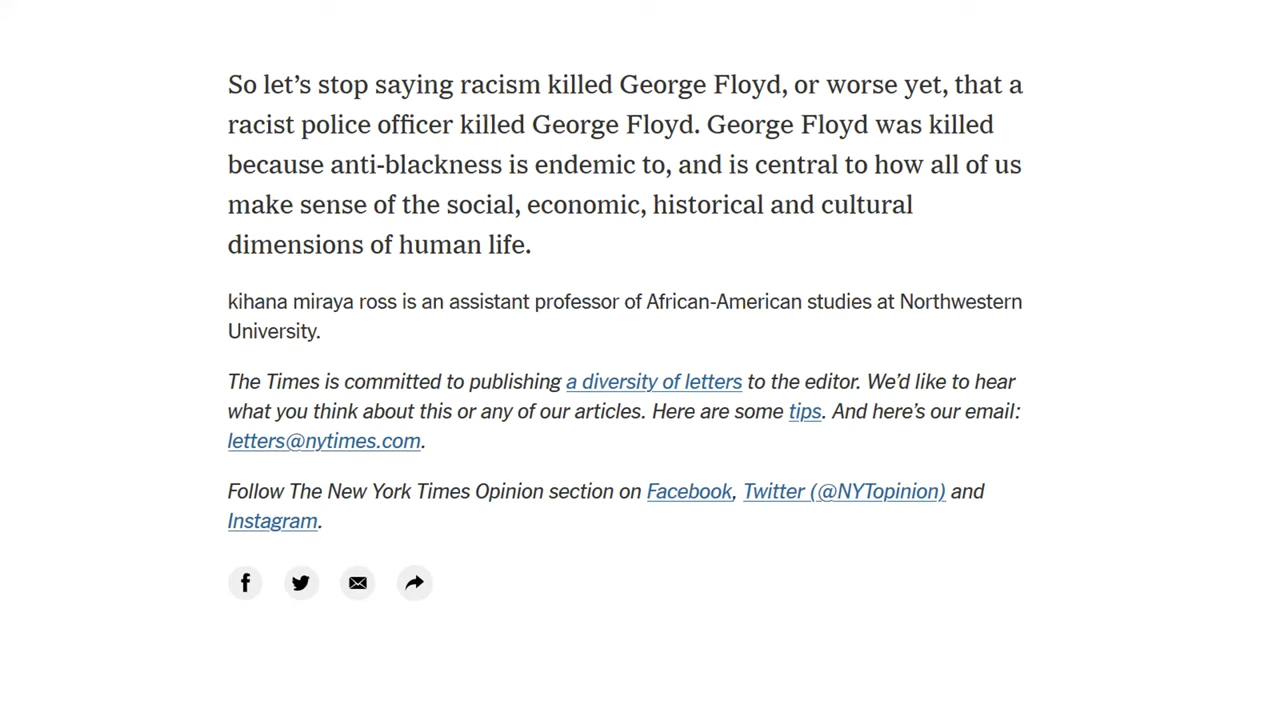 So let’s stop saying racism killed George Floyd, or worse yet, that a
racist police officer killed George Floyd. George Floyd was killed
because anti-blackness is endemic to, and is central to how all of us
make sense of the social, economic, historical and cultural
dimensions of human life.
kihana miraya ross is an assistant professor of African-American studies at Northwestern
University.
The Times is committed to publishing a diversity of letters to the editor. We’d like to hear
what you think about this or any of our articles. Here are some tips. And here’s our email:
letters@nytimes.com.
Follow The New York Times Opinion section on Facebook, Twitter (@NYTopinion) and
Instagram.